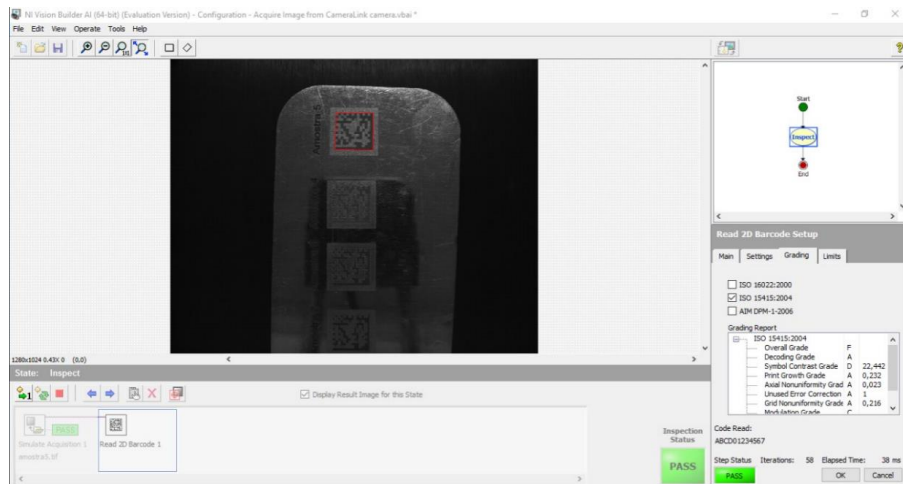 NI Vision Builder AI (64-bit) (Evaluation Version) - Configuration - Acquire Image from CameraLink camera.vbai *
File Edit View Operate Tools Help
Amostra 5
1280x1024 0.43X 0 (0,0)
State: Inspect
Display Result Image for this State
PASS
Simulate Acquisition 1
amostra5.tif
Read 2D Barcode 1
Inspection Status
PASS
Start
Inspect
End
Read 2D Barcode Setup
Main Settings Grading Limits
ISO 16022:2000
ISO 15415:2004
AIM DPM-1-2006
Grading Report
ISO 15415:2004
Overall Grade F
Decoding Grade A
Symbol Contrast Grade D 22,442
Print Growth Grade A 0,232
Axial Nonuniformity Grad A 0,023
Unused Error Correction A 1
Grid Nonuniformity Grade A 0,216
Modulation Grade C
Code Read:
ABCD01234567
Step Status Iterations: 58 Elapsed Time: 38 ms
PASS OK Cancel